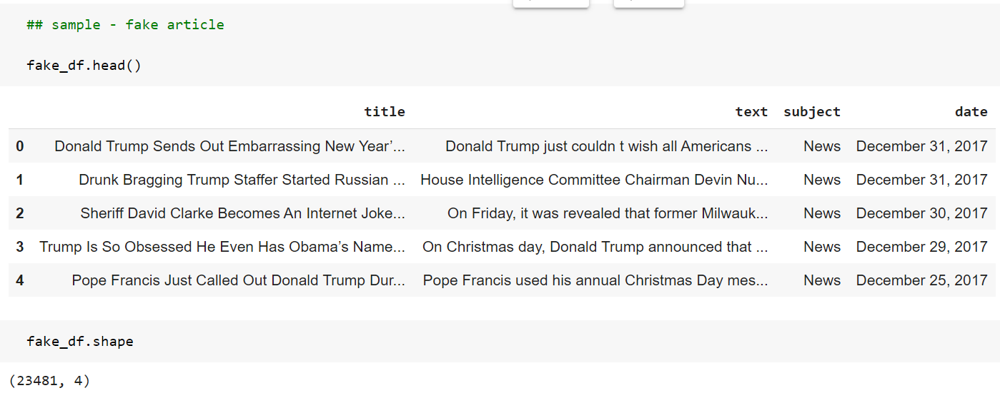 ## sample - fake article
fake_df.head()
title text subject date
0 Donald Trump Sends Out Embarrassing New Year’... Donald Trump just couldn t wish all Americans ... News December 31, 2017
1 Drunk Bragging Trump Staffer Started Russian ... House Intelligence Committee Chairman Devin Nu... News December 31, 2017
2 Sheriff David Clarke Becomes An Internet Joke... On Friday, it was revealed that former Milwauk... News December 30, 2017
3 Trump Is So Obsessed He Even Has Obama’s Name... On Christmas day, Donald Trump announced that ... News December 29, 2017
4 Pope Francis Just Called Out Donald Trump Dur... Pope Francis used his annual Christmas Day mes... News December 25, 2017
fake_df.shape
(23481, 4)